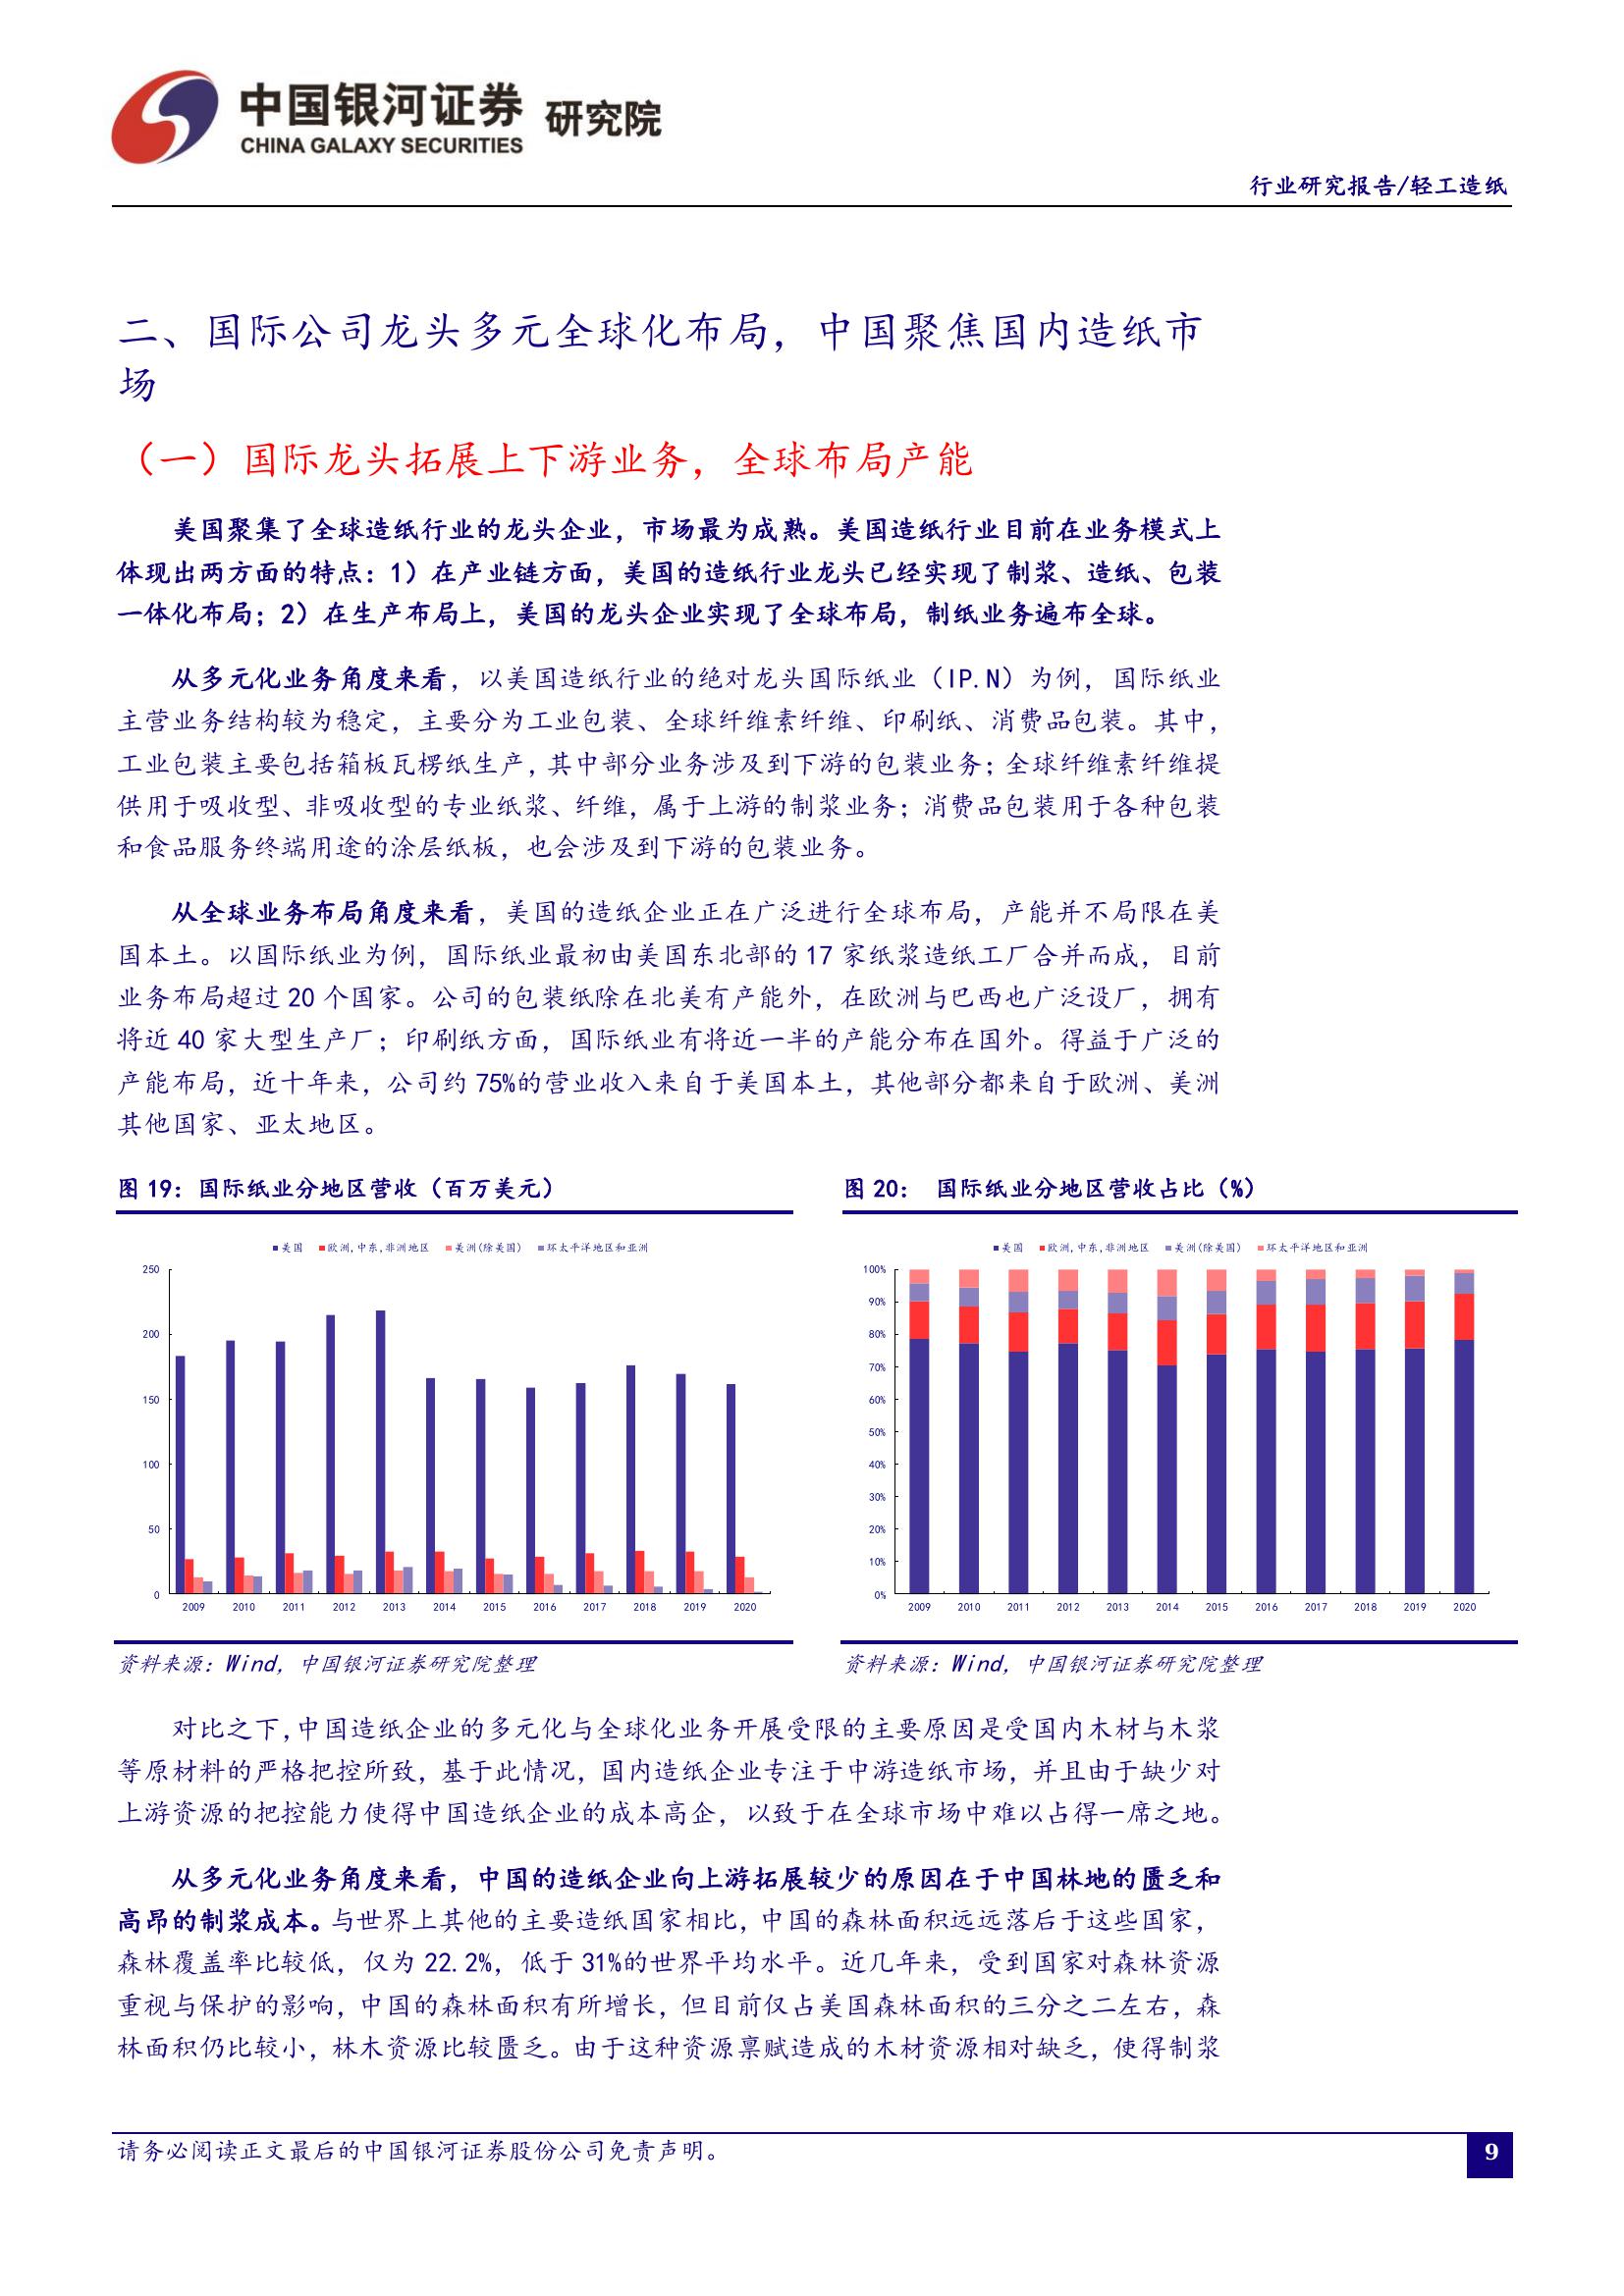 中国银河证券 研究院
CHINA GALAXY SECURITIES
行业研究报告/轻工造纸
二、国际公司龙头多元全球化布局，中国聚焦国内造纸市
场
（一）国际龙头拓展上下游业务，全球布局产能
美国聚集了全球造纸行业的龙头企业，市场最为成熟。美国造纸行业目前在业务模式上
体现出两方面的特点：1）在产业链方面，美国的造纸行业龙头已经实现了制浆、造纸、包装
一体化布局；2）在生产布局上，美国的龙头企业实现了全球布局，制纸业务遍布全球。
从多元化业务角度来看，以美国造纸行业的绝对龙头国际纸业（IP.N）为例，国际纸业
主营业务结构较为稳定，主要分为工业包装、全球纤维素纤维、印刷纸、消费品包装。其中，
工业包装主要包括箱板瓦楞纸生产，其中部分业务涉及到下游的包装业务；全球纤维素纤维提
供用于吸收型、非吸收型的专业纸浆、纤维，属于上游的制浆业务；消费品包装用于各种包装
和食品服务终端用途的涂层纸板，也会涉及到下游的包装业务。
从全球业务布局角度来看，美国的造纸企业正在广泛进行全球布局，产能并不局限在美
国本土。以国际纸业为例，国际纸业最初由美国东北部的 17 家纸浆造纸工厂合并而成，目前
业务布局超过 20 个国家。公司的包装纸除在北美有产能外，在欧洲与巴西也广泛设厂，拥有
将近 40 家大型生产厂；印刷纸方面，国际纸业有将近一半的产能分布在国外。得益于广泛的
产能布局，近十年来，公司约 75%的营业收入来自于美国本土，其他部分都来自于欧洲、美洲
其他国家、亚太地区。
图 19：国际纸业分地区营收（百万美元）
美国 欧洲,中东,非洲地区 美洲(除美国) 环太平洋地区和亚洲
250
200
150
100
50
0
2009 2010 2011 2012 2013 2014 2015 2016 2017 2018 2019 2020
资料来源：Wind，中国银河证券研究院整理
图 20： 国际纸业分地区营收占比（%）
美国 欧洲,中东,非洲地区 美洲(除美国) 环太平洋地区和亚洲
100%
90%
80%
70%
60%
50%
40%
30%
20%
10%
0%
2009 2010 2011 2012 2013 2014 2015 2016 2017 2018 2019 2020
资料来源：Wind，中国银河证券研究院整理
对比之下，中国造纸企业的多元化与全球化业务开展受限的主要原因是受国内木材与木浆
等原材料的严格把控所致，基于此情况，国内造纸企业专注于中游造纸市场，并且由于缺少对
上游资源的把控能力使得中国造纸企业的成本高企，以致于在全球市场中难以占得一席之地。
从多元化业务角度来看，中国的造纸企业向上游拓展较少的原因在于中国林地的匮乏和
高昂的制浆成本。与世界上其他的主要造纸国家相比，中国的森林面积远远落后于这些国家，
森林覆盖率比较低，仅为 22.2%，低于 31%的世界平均水平。近几年来，受到国家对森林资源
重视与保护的影响，中国的森林面积有所增长，但目前仅占美国森林面积的三分之二左右，森
林面积仍比较小，林木资源比较匮乏。由于这种资源禀赋造成的木材资源相对缺乏，使得制浆
请务必阅读正文最后的中国银河证券股份公司免责声明。
9